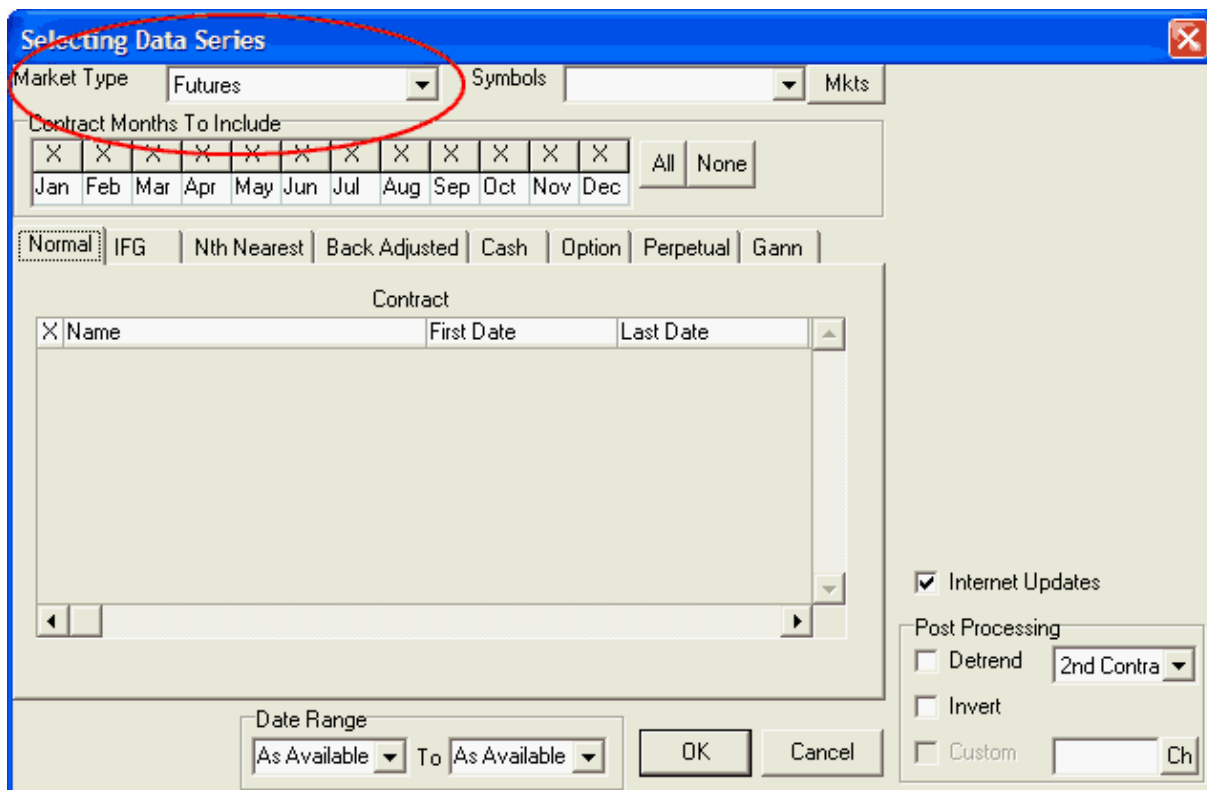 Selecting Data Series
Market Type Futures Symbols Mkts
Contract Months To Include
X X X X X X X X X X X X All None
Jan Feb Mar Apr May Jun Jul Aug Sep Oct Nov Dec
Normal IFG Nth Nearest Back Adjusted Cash Option Perpetual Gann
Contract
X Name First Date Last Date
Internet Updates
Post Processing
Detrend 2nd Contra
Invert
Custom Ch
Date Range
As Available To As Available OK Cancel